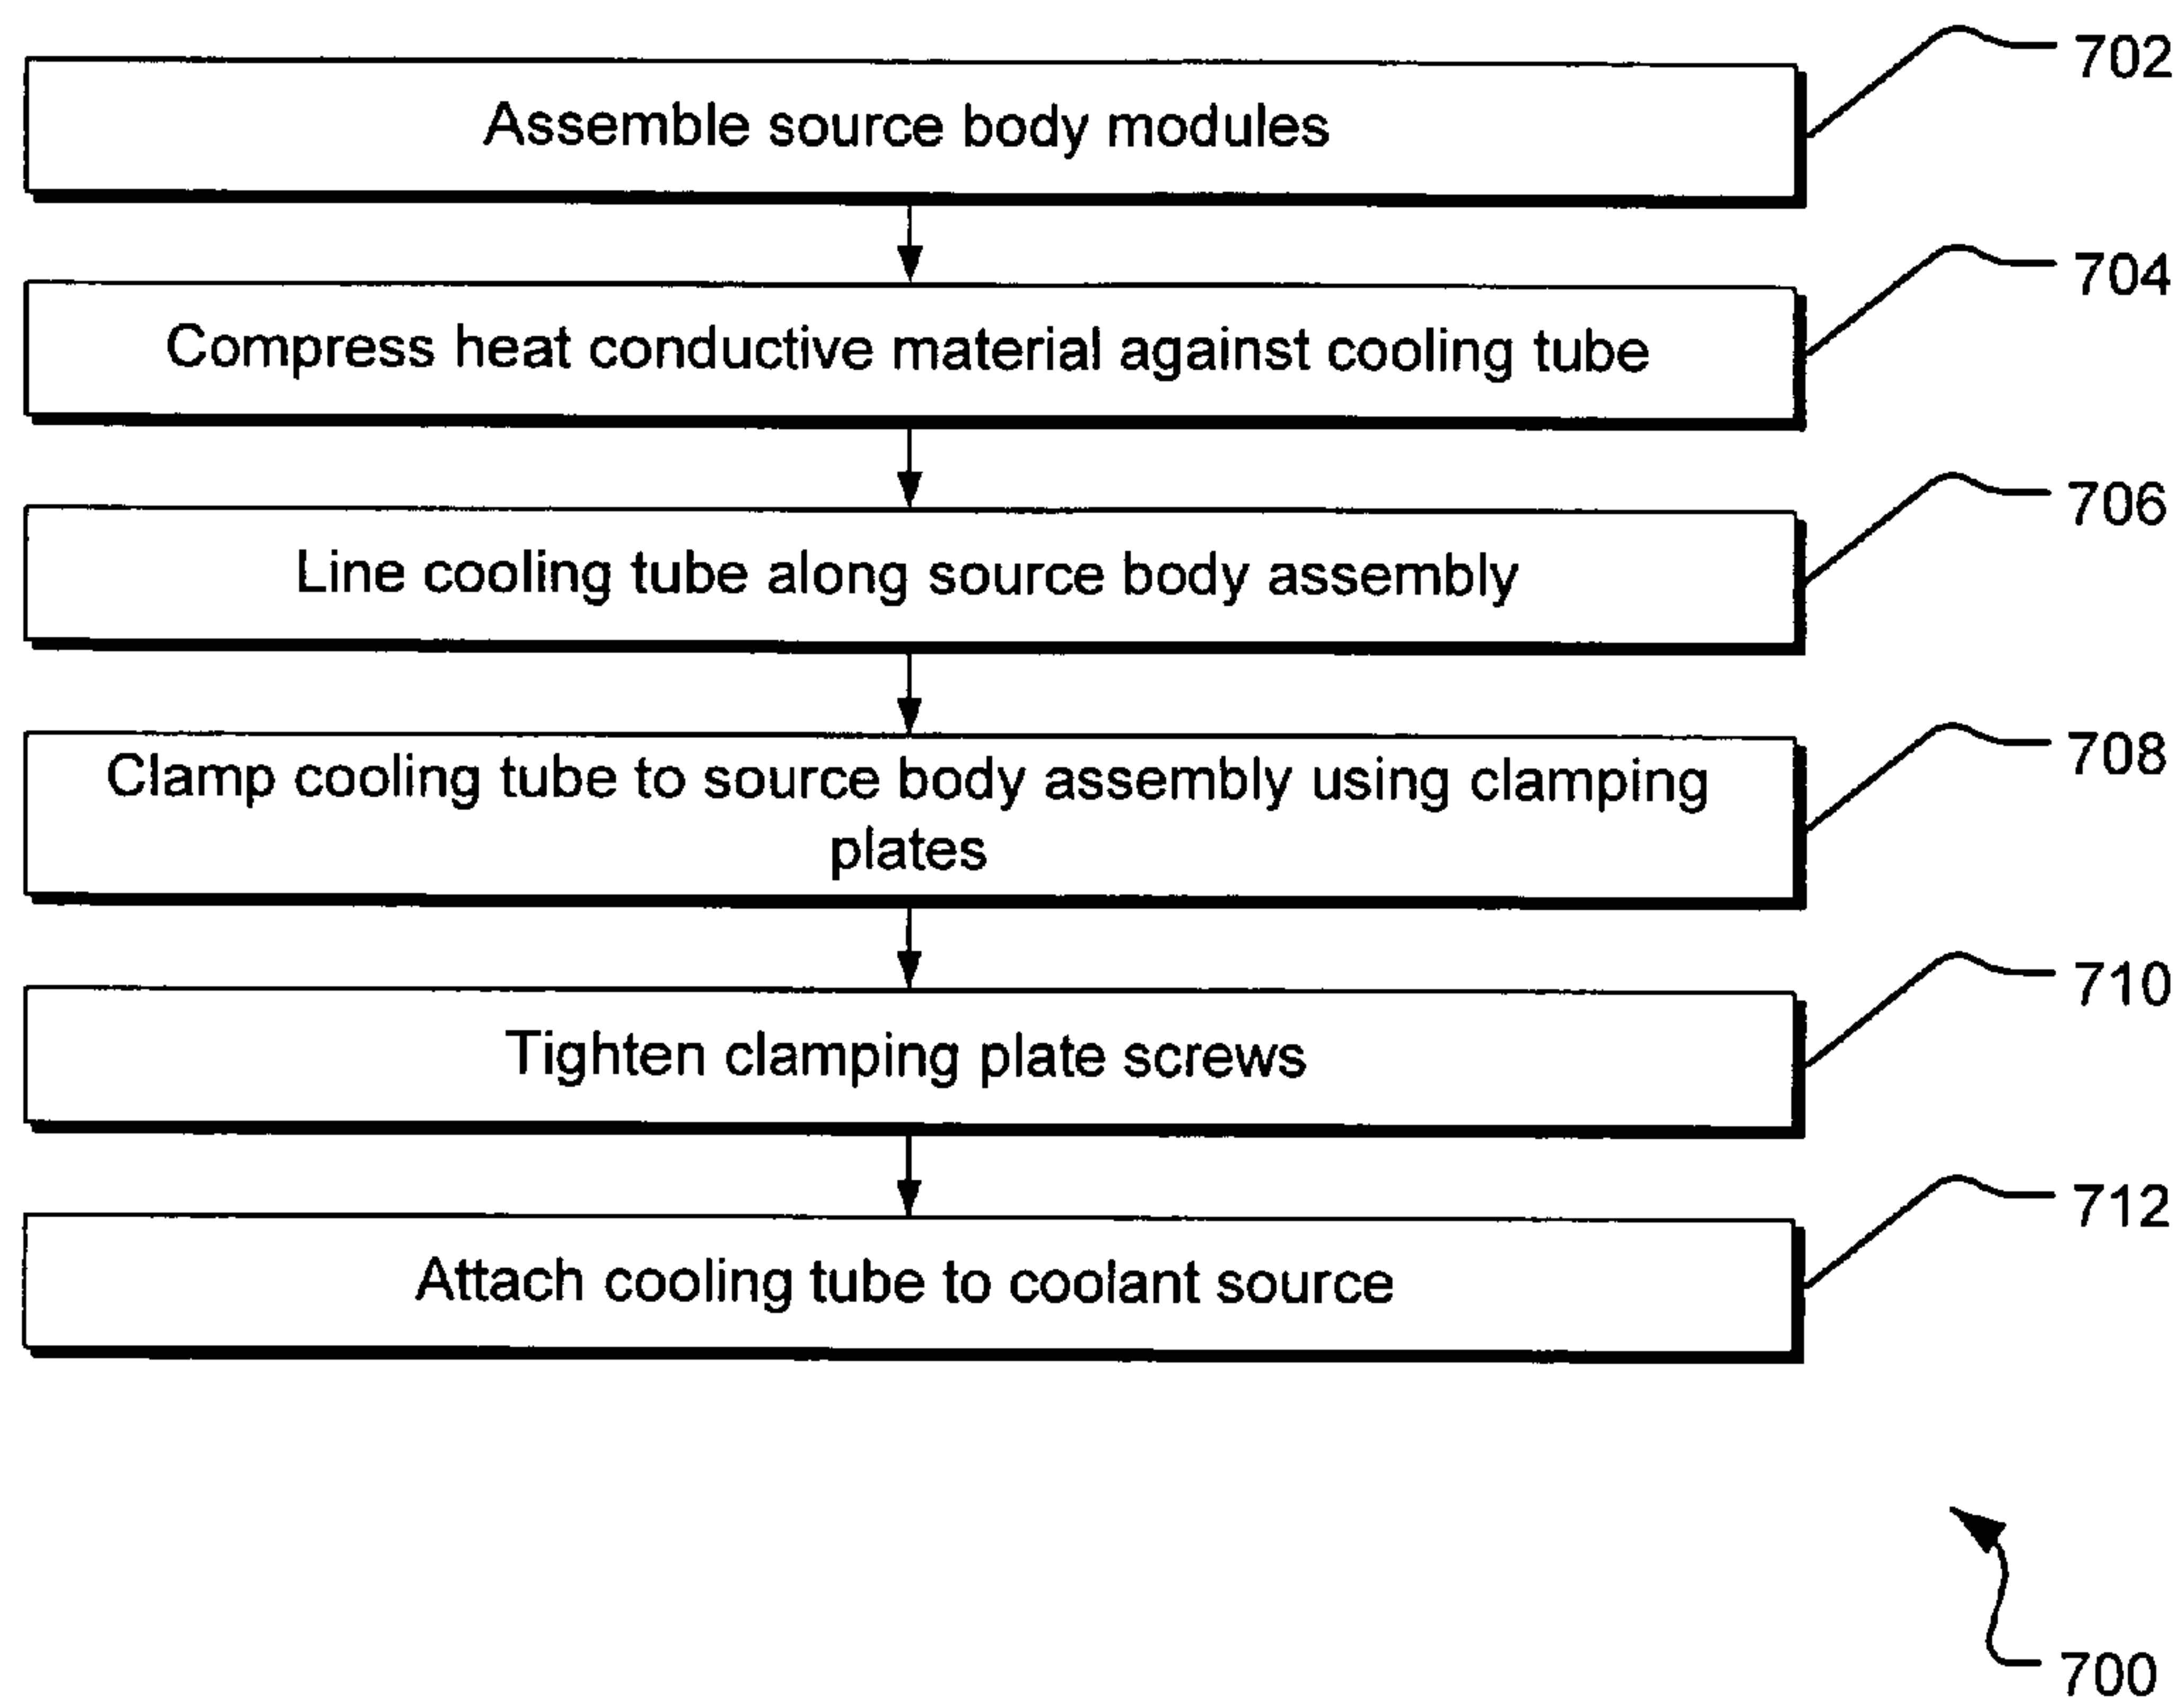 702
Assemble source body modules
704
Compress heat conductive material against cooling tube
706
Line cooling tube along source body assembly
708
Clamp cooling tube to source body assembly using clamping
plates
710
Tighten clamping plate screws
712
Attach cooling tube to coolant source
700